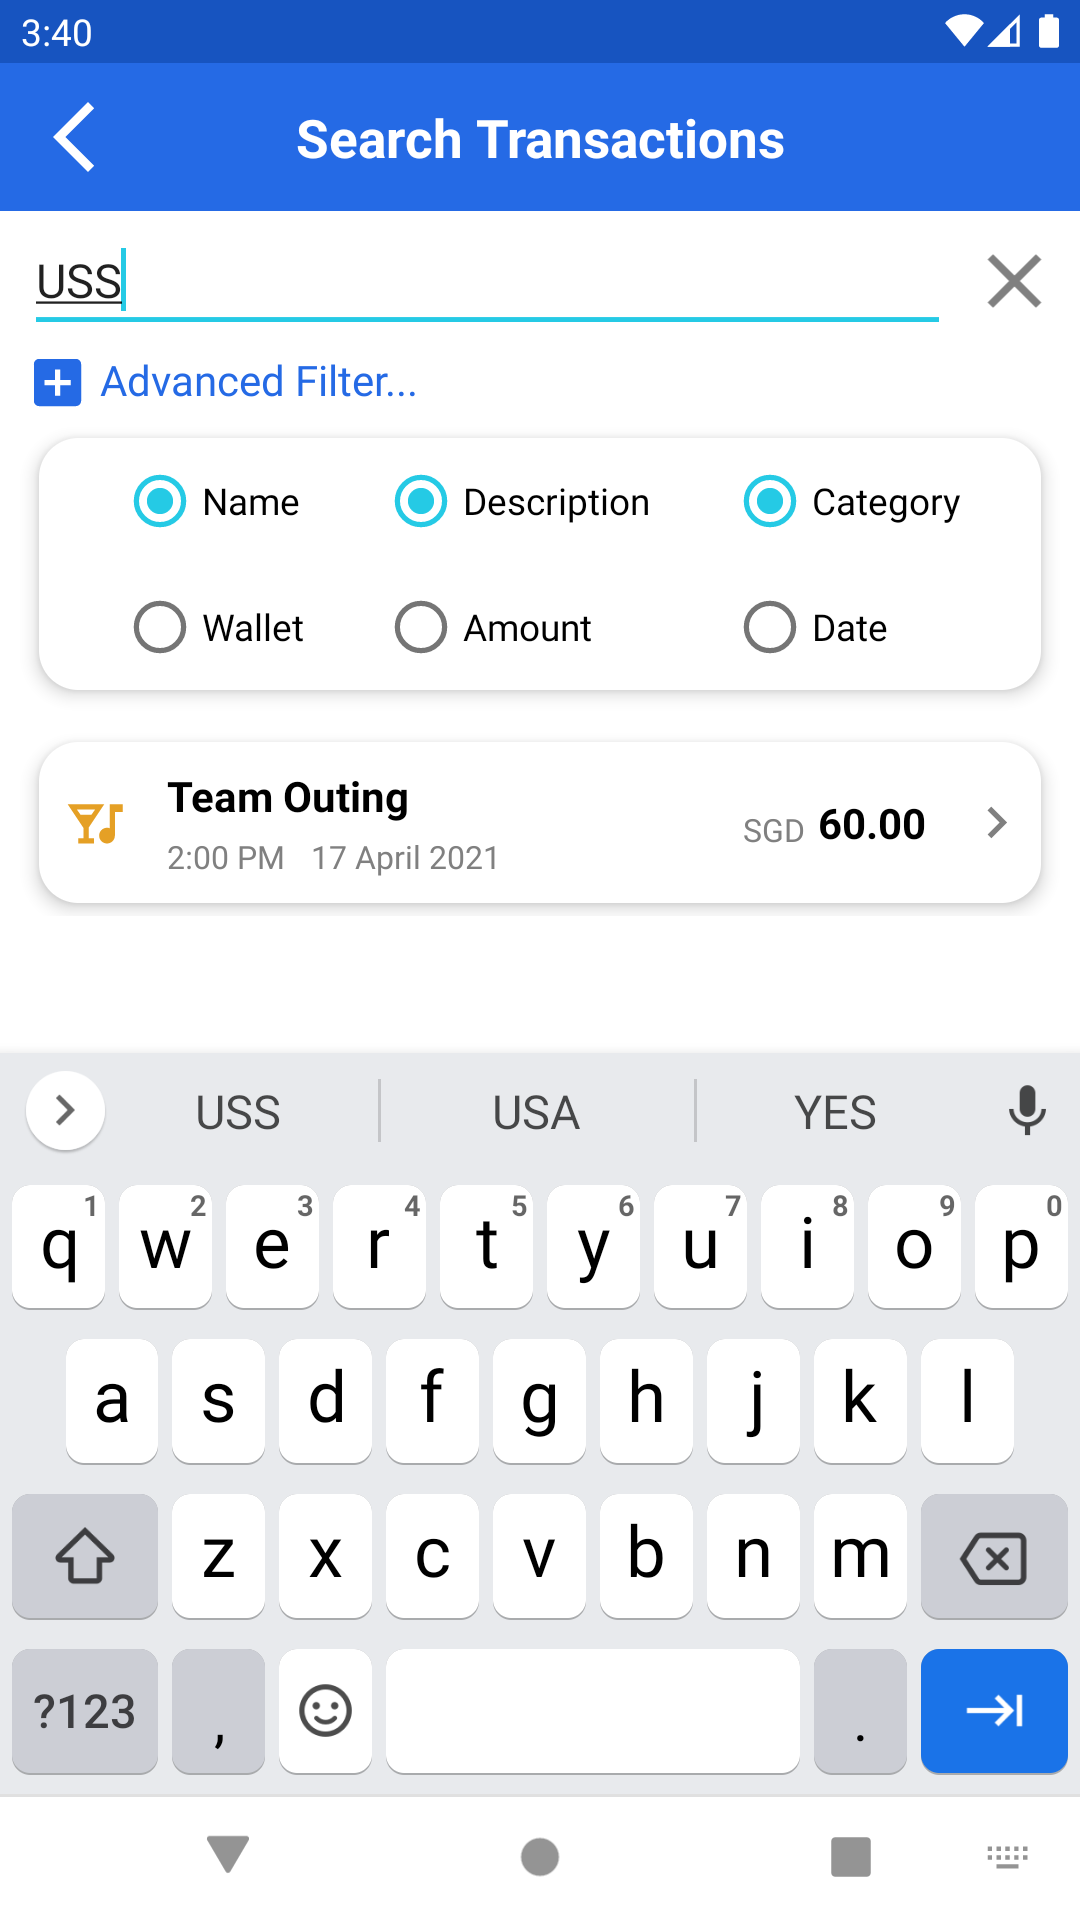 3:40
Search Transactions
USS
Advanced Filter...
Name Description Category
Wallet Amount Date
Team Outing
SGD 60.00
2:00 PM 17 April 2021
USS USA YES
q1 w2 e3 r4 t5 y6 u7 i8 o9 p0
a s d f g h j k l
z x c v b n m
?123 , .